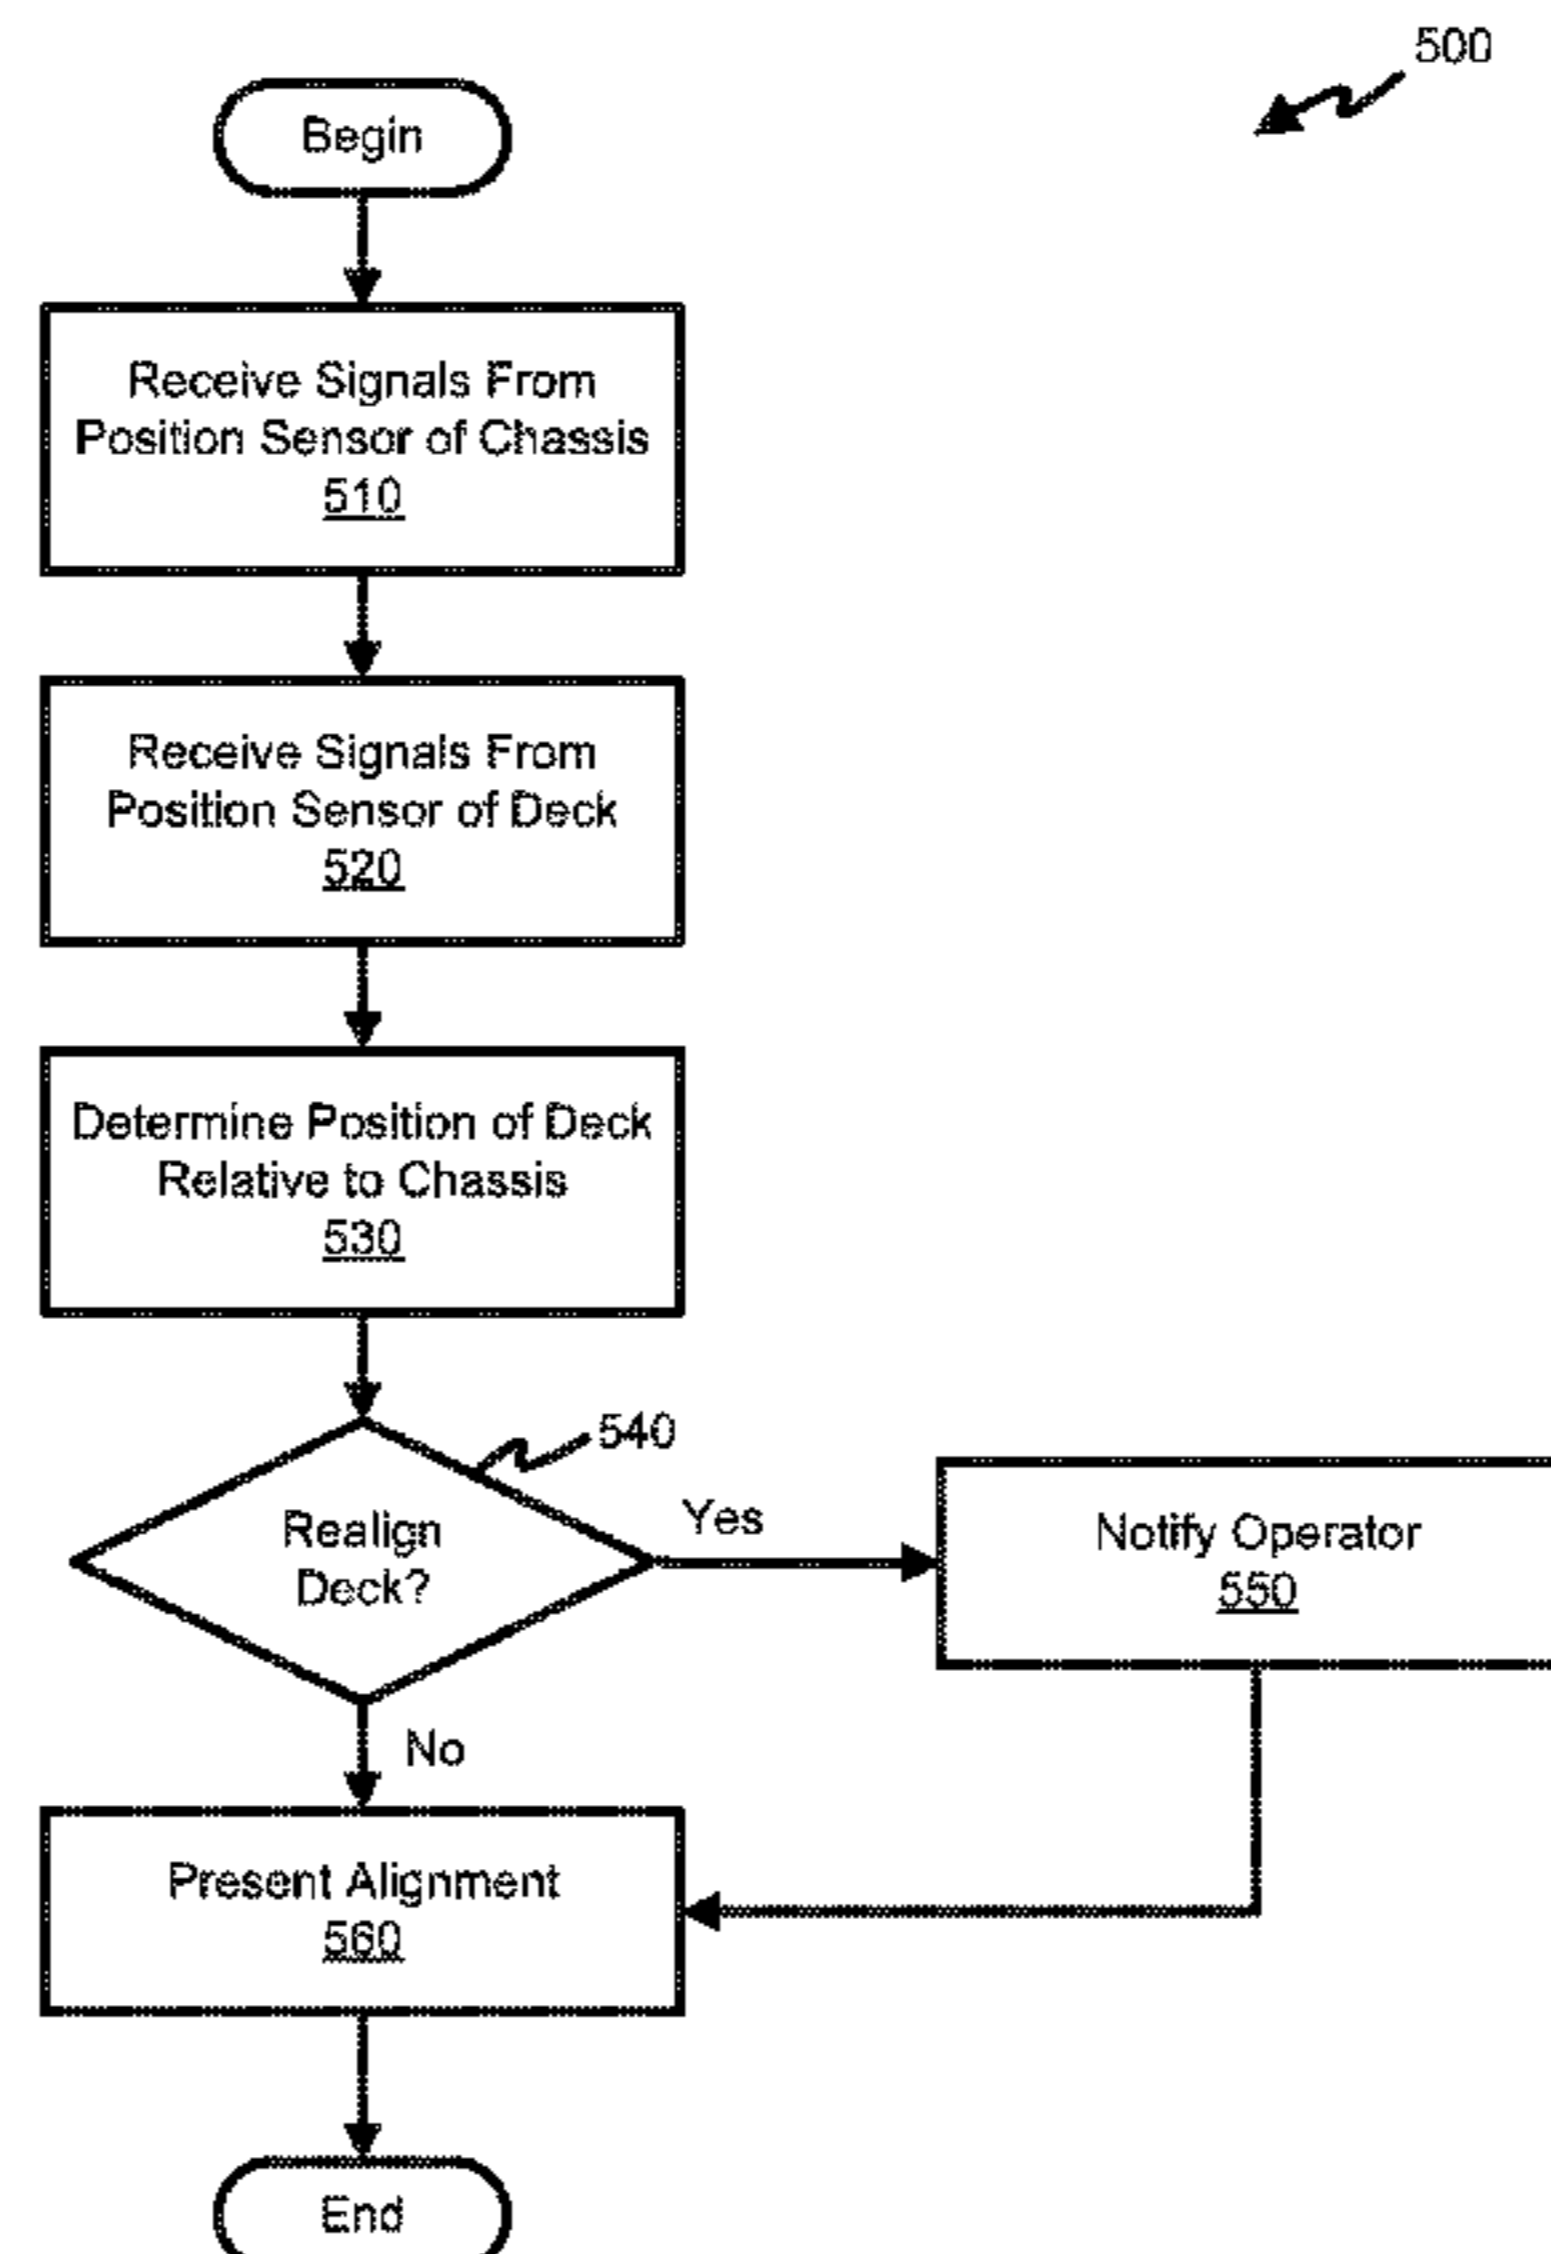 500
Begin
Receive Signals From
Position Sensor of Chassis
510
Receive Signals From
Position Sensor of Deck
520
Determine Position of Deck
Relative to Chassis
530
540
Realign
Deck?
Yes
Notify Operator
550
No
Present Alignment
560
End